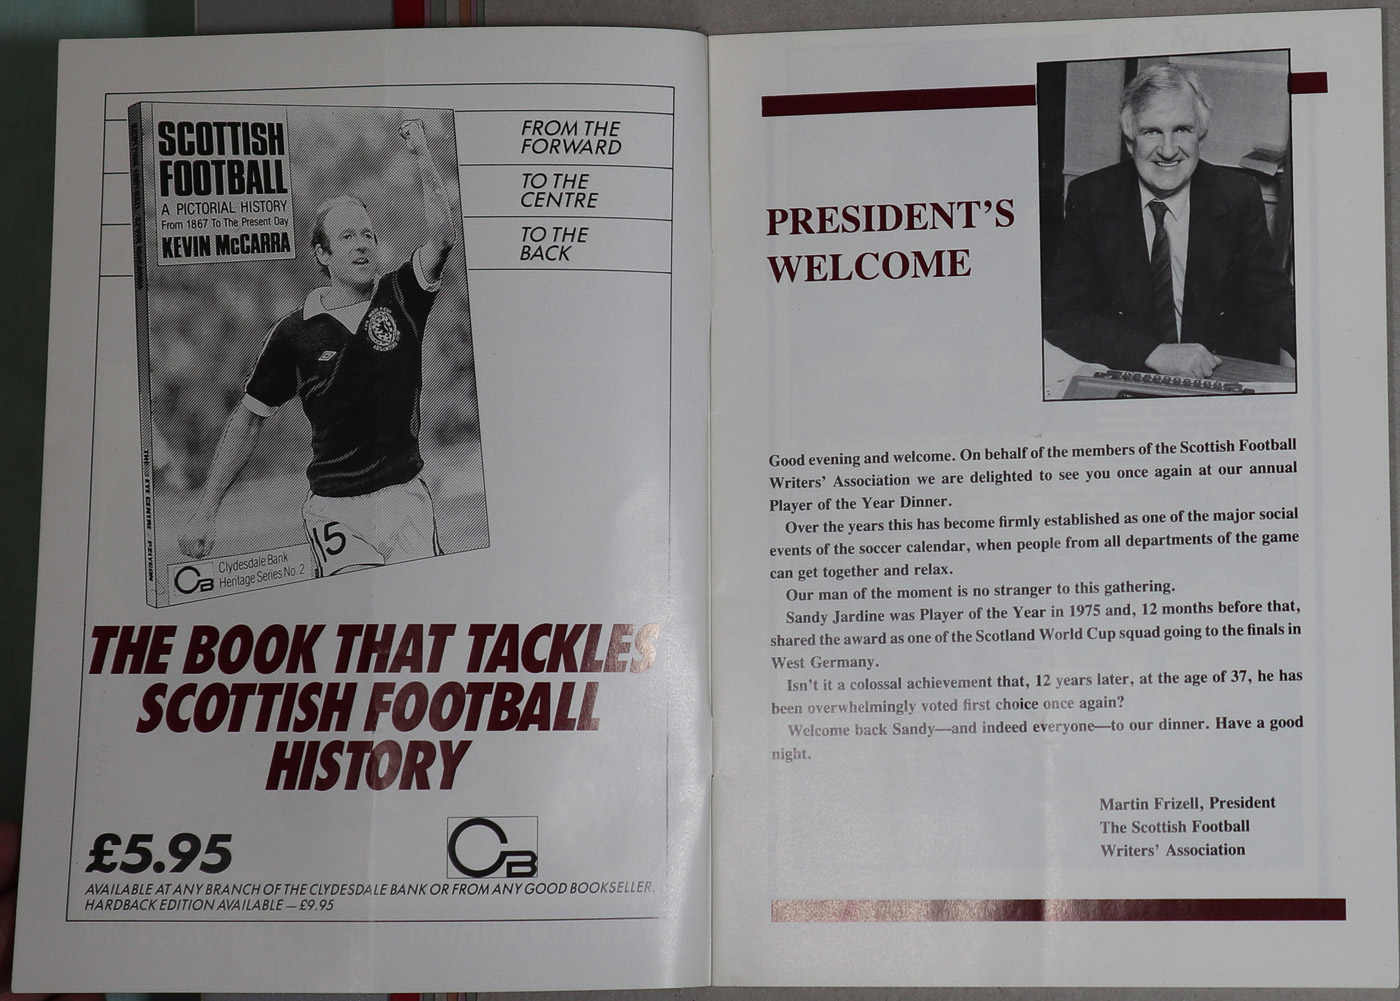 SCOTTISH
FOOTBALL
A PICTORIAL HISTORY
From 1867 To The Present Day
KEVIN McCARRA
15
CB
Clydesdale Bank
Heritage Series No. 2
FROM THE
FORWARD
TO THE
CENTRE
TO THE
BACK
THE BOOK THAT TACKLES
SCOTTISH FOOTBALL
HISTORY
£5.95
CB
AVAILABLE AT ANY BRANCH OF THE CLYDESDALE BANK OR FROM ANY GOOD BOOKSELLER.
HARDBACK EDITION AVAILABLE — £9.95
PRESIDENT'S
WELCOME
Good evening and welcome. On behalf of the members of the Scottish Football
Writers' Association we are delighted to see you once again at our annual
Player of the Year Dinner.
Over the years this has become firmly established as one of the major social
events of the soccer calendar, when people from all departments of the game
can get together and relax.
Our man of the moment is no stranger to this gathering.
Sandy Jardine was Player of the Year in 1975 and, 12 months before that,
shared the award as one of the Scotland World Cup squad going to the finals in
West Germany.
Isn't it a colossal achievement that, 12 years later, at the age of 37, he has
been overwhelmingly voted first choice once again?
Welcome back Sandy—and indeed everyone—to our dinner. Have a good
night.
Martin Frizell, President
The Scottish Football
Writers' Association